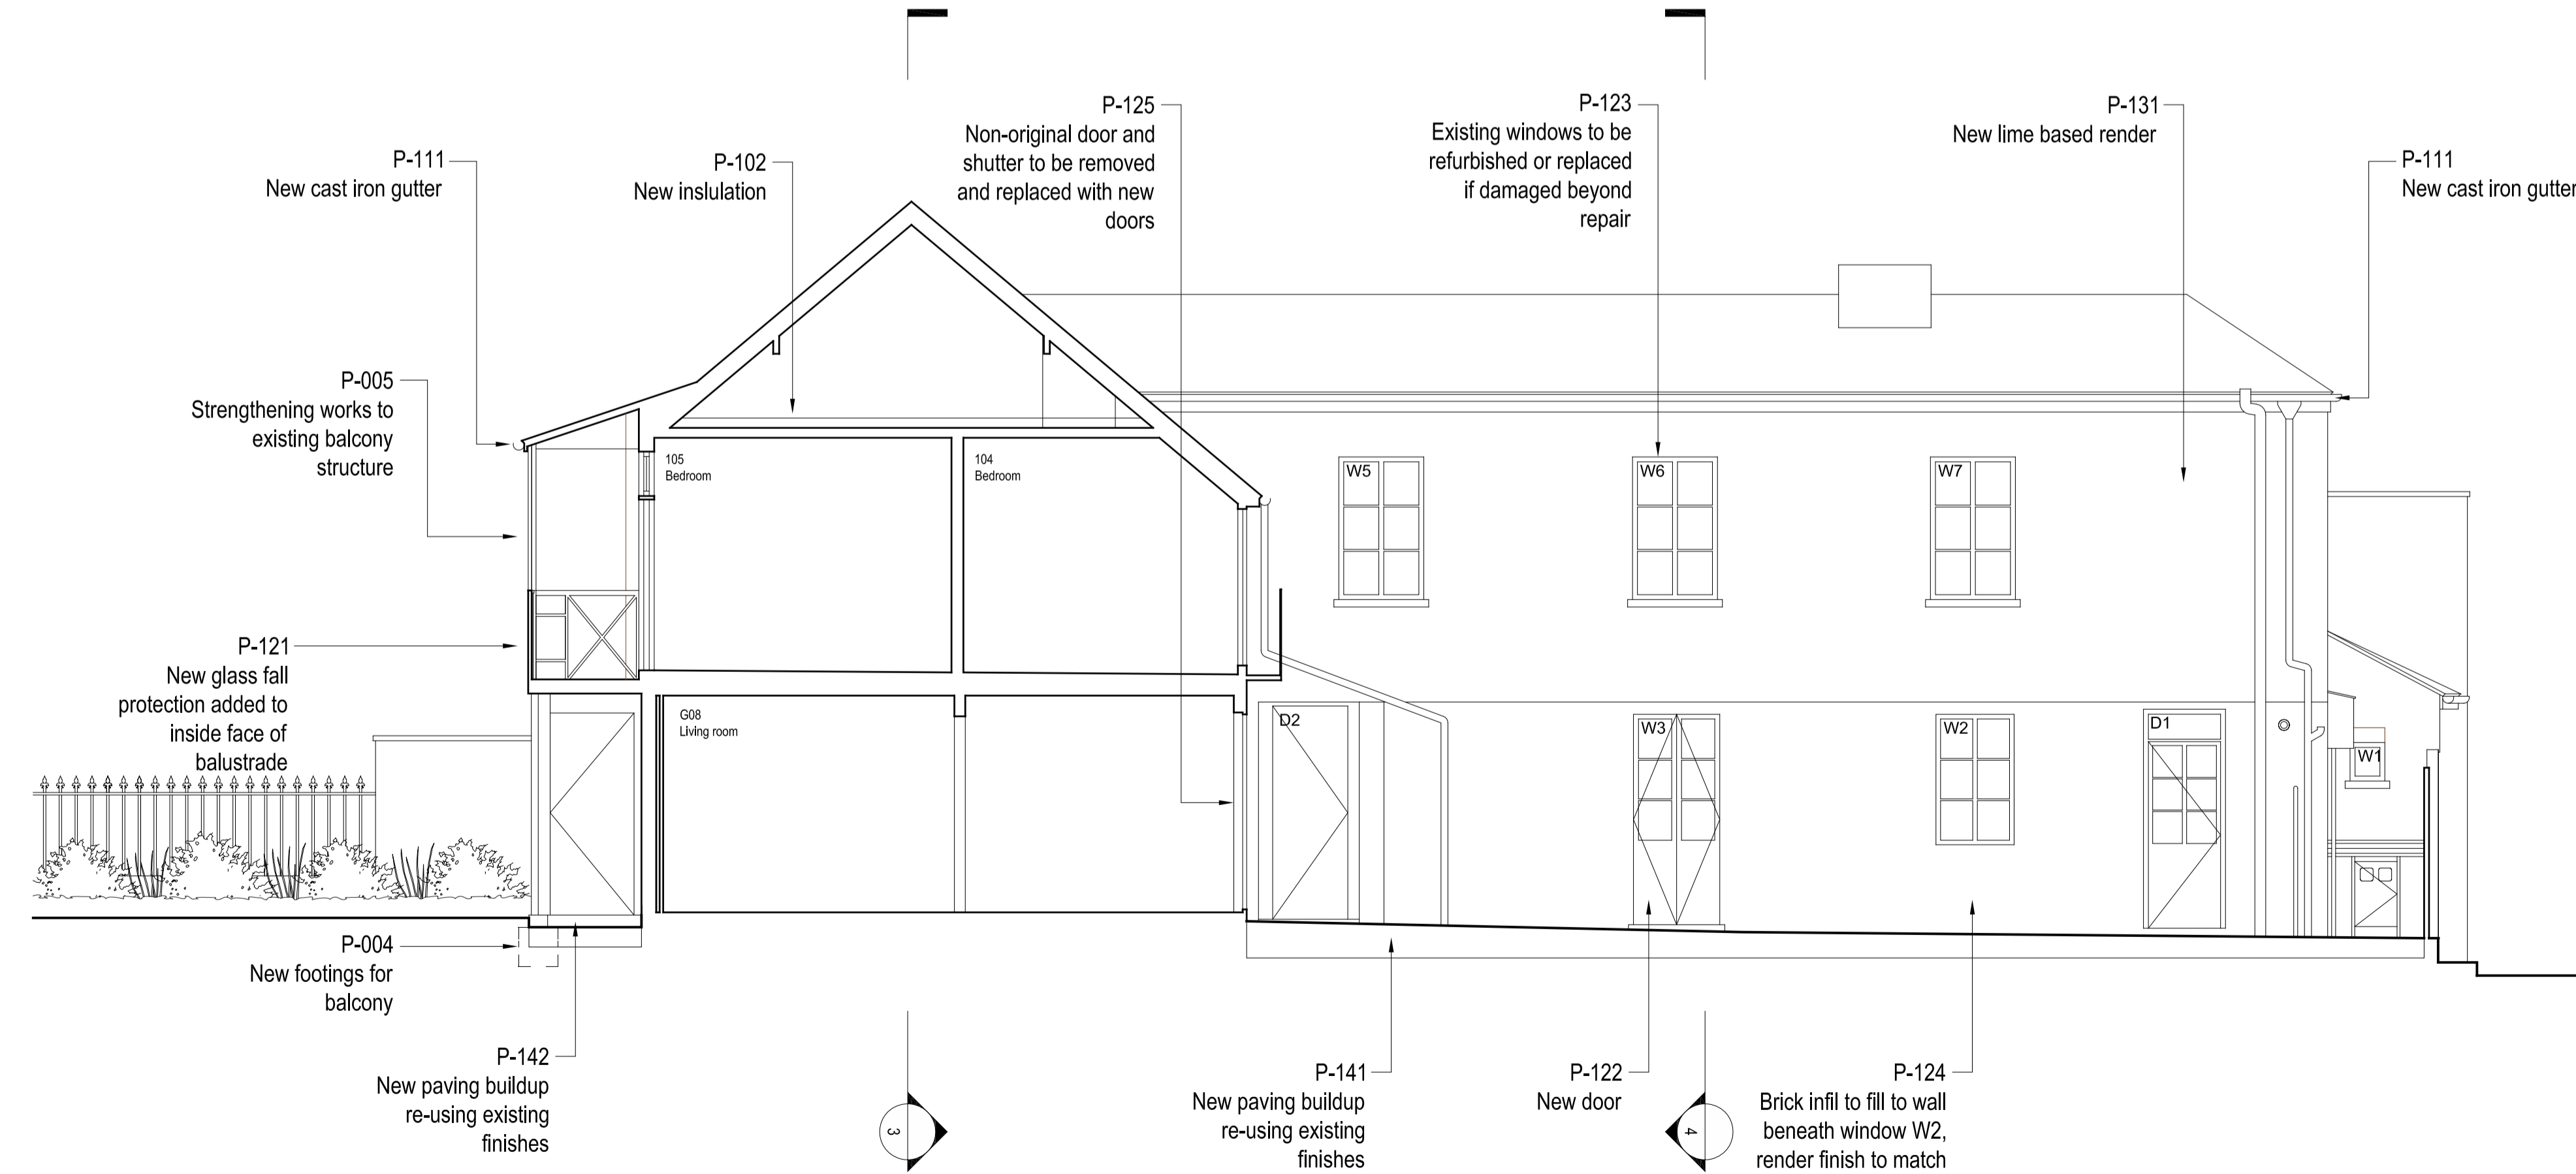 P-111
New cast iron gutter
P-102
New inslulation
P-125
Non-original door and
shutter to be removed
and replaced with new
doors
P-123
Existing windows to be
refurbished or replaced
if damaged beyond
repair
P-131
New lime based render
P-111
New cast iron gutter
P-005
Strengthening works to
existing balcony
structure
105
Bedroom
104
Bedroom
W5
W6
W7
P-121
New glass fall
protection added to
inside face of
balustrade
G08
Living room
D2
W3
W2
D1
W1
P-004
New footings for
balcony
P-142
New paving buildup
re-using existing
finishes
3
P-141
New paving buildup
re-using existing
finishes
P-122
New door
4
P-124
Brick infil to fill to wall
beneath window W2,
render finish to match